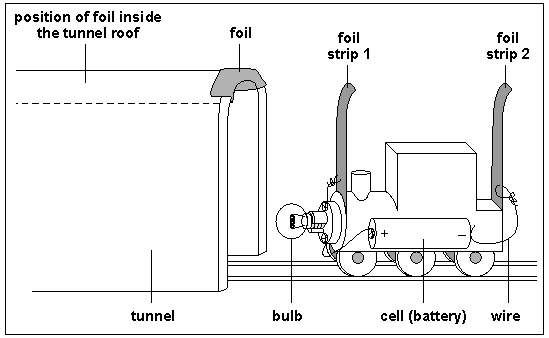 position of foil inside
the tunnel roof
foil
foil
strip 1
foil
strip 2
+
–
tunnel
bulb
cell (battery)
wire